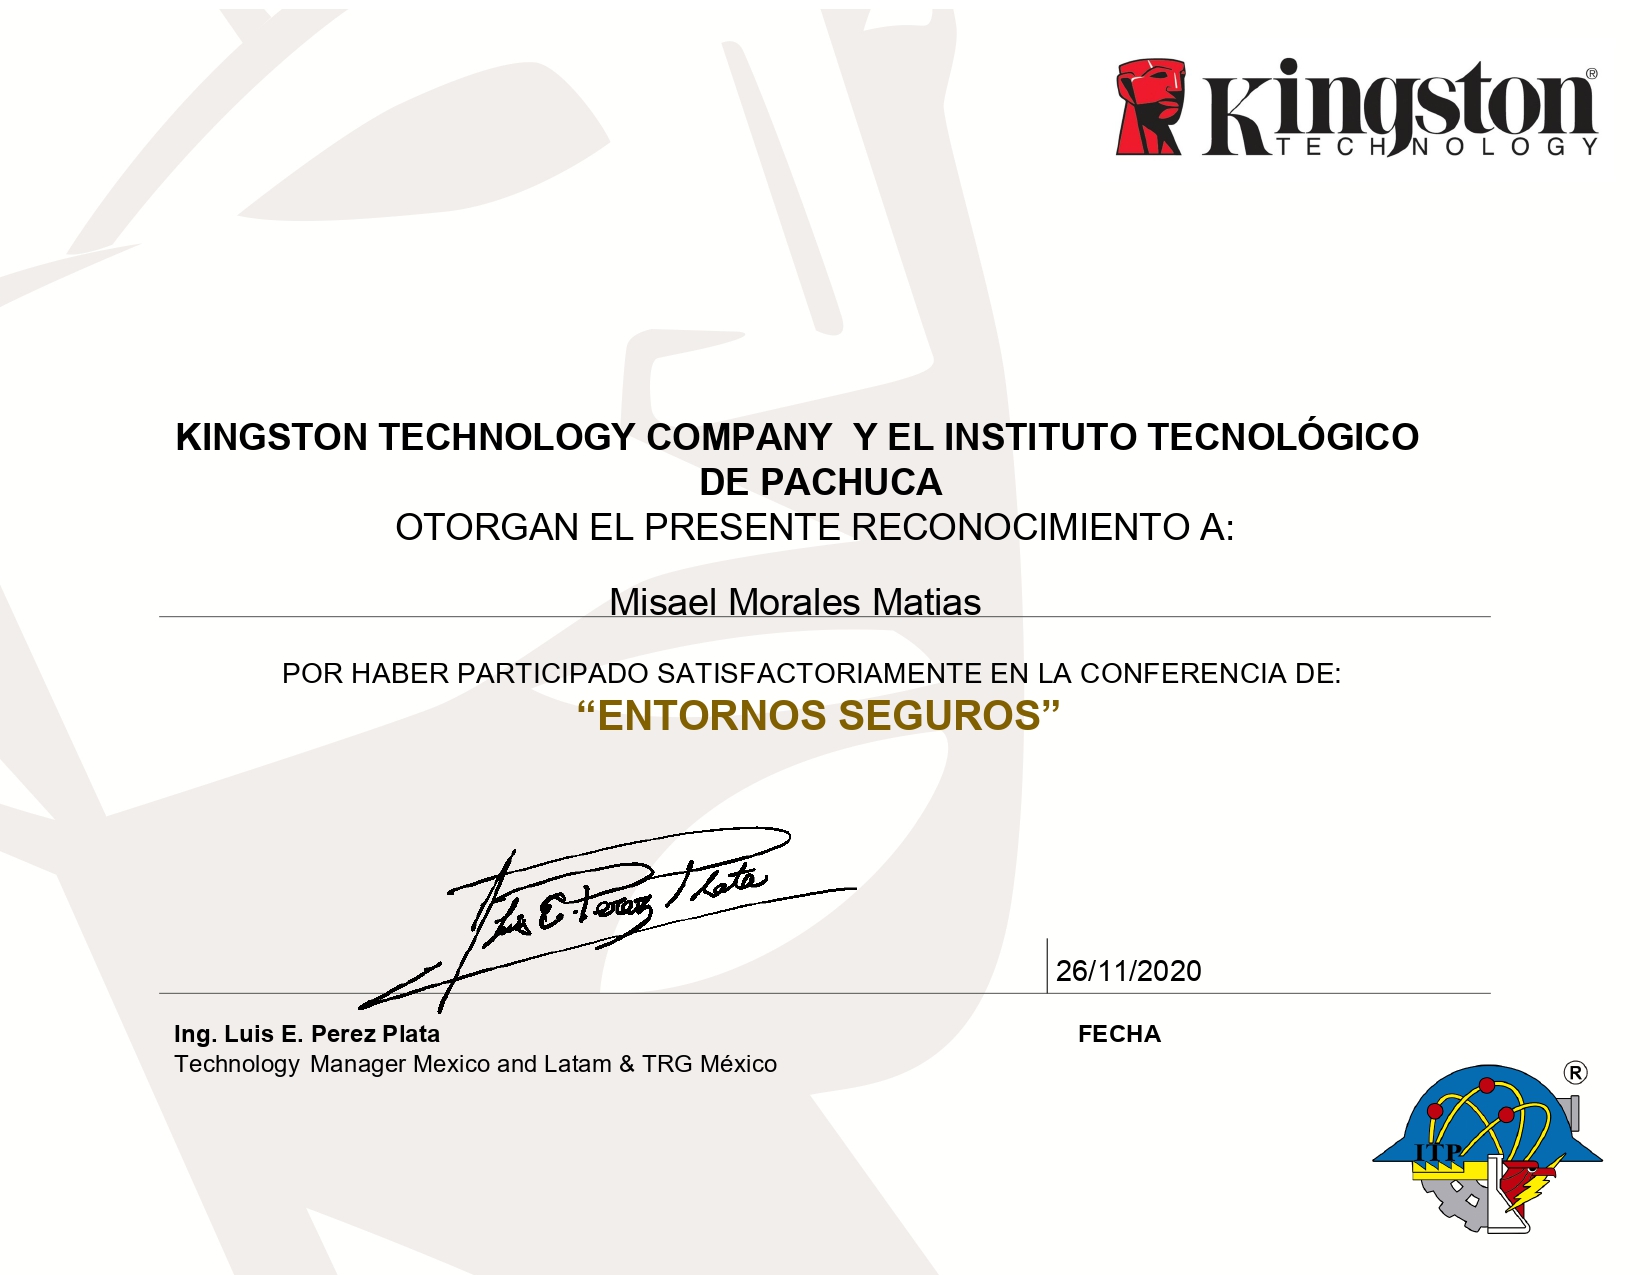 Kingston®
TECHNOLOGY
KINGSTON TECHNOLOGY COMPANY Y EL INSTITUTO TECNOLÓGICO
DE PACHUCA
OTORGAN EL PRESENTE RECONOCIMIENTO A:
Misael Morales Matias
POR HABER PARTICIPADO SATISFACTORIAMENTE EN LA CONFERENCIA DE:
“ENTORNOS SEGUROS”
Luis E. Perez Plata
26/11/2020
Ing. Luis E. Perez Plata
FECHA
Technology Manager Mexico and Latam & TRG México
®
ITP